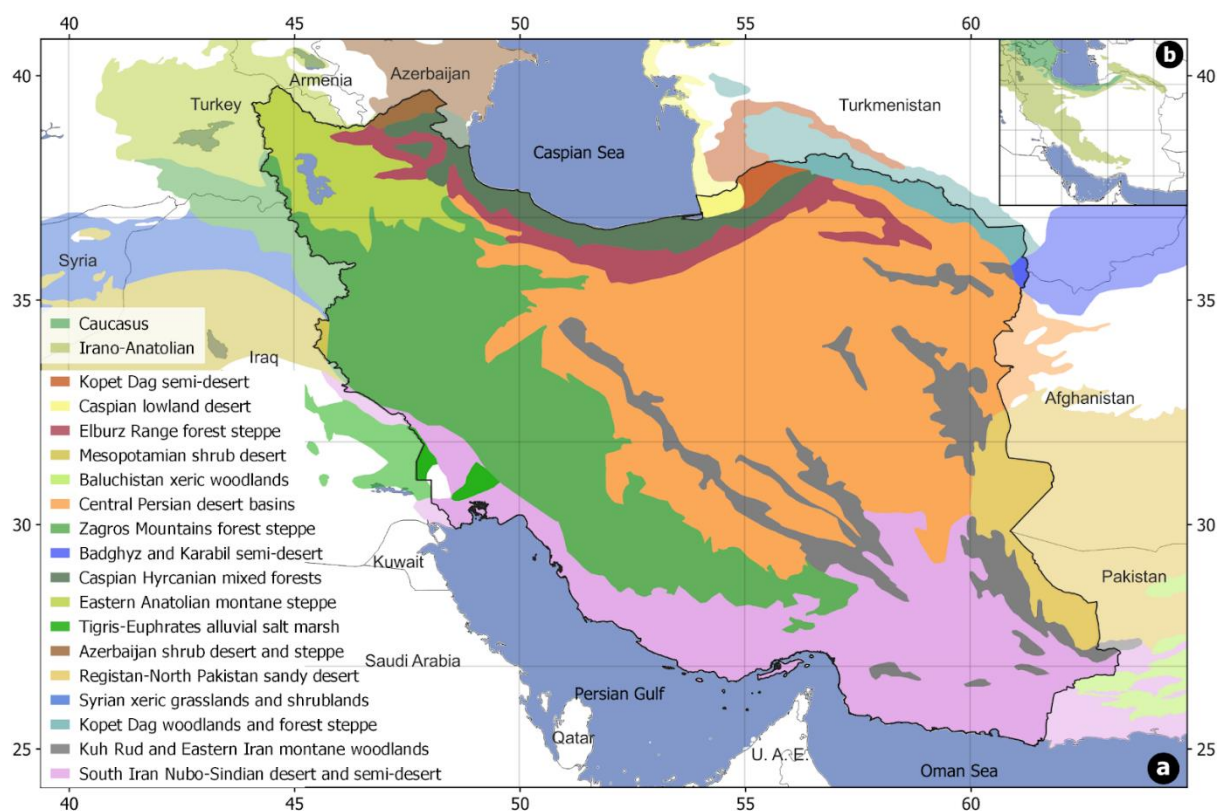 40 45 50 55 60
40 40
b
Armenia
Azerbaijan
Turkey
Turkmenistan
Caspian Sea
Syria
35 35
Caucasus
Irano-Anatolian
Iraq
Afghanistan
Kopet Dag semi-desert
Caspian lowland desert
Elburz Range forest steppe
Mesopotamian shrub desert
Baluchistan xeric woodlands
Central Persian desert basins
Zagros Mountains forest steppe
Badghyz and Karabil semi-desert
Caspian Hyrcanian mixed forests
Eastern Anatolian montane steppe
Tigris-Euphrates alluvial salt marsh
Azerbaijan shrub desert and steppe
Registan-North Pakistan sandy desert
Syrian xeric grasslands and shrublands
Kopet Dag woodlands and forest steppe
Kuh Rud and Eastern Iran montane woodlands
South Iran Nubo-Sindian desert and semi-desert
30 30
Kuwait
Pakistan
Saudi Arabia
Persian Gulf
Qatar
U. A. E.
Oman Sea
25 25
a
40 45 50 55 60